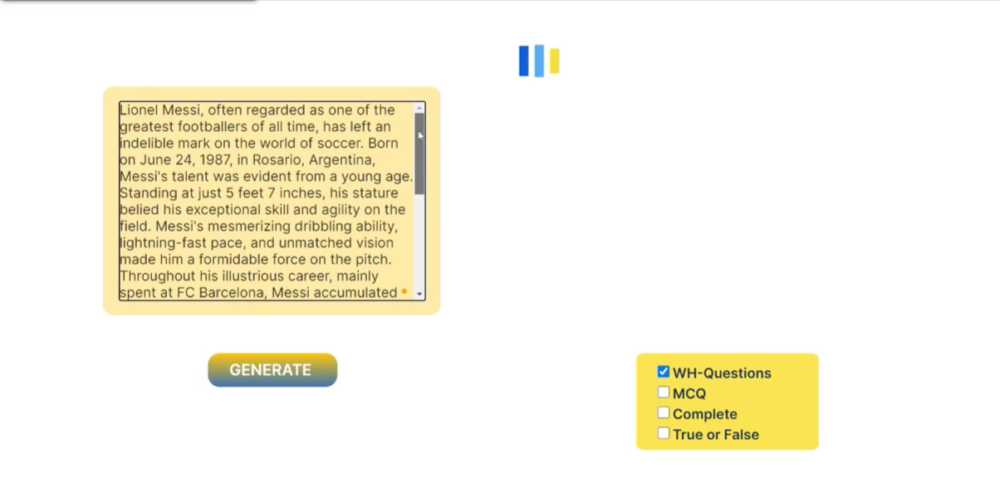 Lionel Messi, often regarded as one of the
greatest footballers of all time, has left an
indelible mark on the world of soccer. Born
on June 24, 1987, in Rosario, Argentina,
Messi's talent was evident from a young age.
Standing at just 5 feet 7 inches, his stature
belied his exceptional skill and agility on the
field. Messi's mesmerizing dribbling ability,
lightning-fast pace, and unmatched vision
made him a formidable force on the pitch.
Throughout his illustrious career, mainly
spent at FC Barcelona, Messi accumulated
GENERATE
WH-Questions
MCQ
Complete
True or False